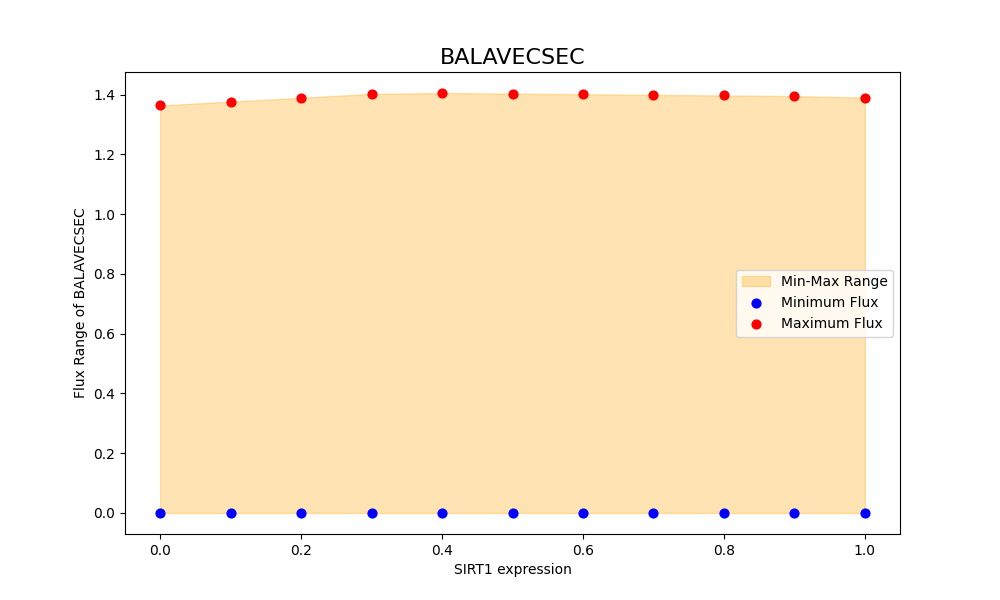 BALAVECSEC
Flux Range of BALAVECSEC
1.4
1.2
1.0
0.8
0.6
0.4
0.2
0.0
Min-Max Range
Minimum Flux
Maximum Flux
0.0 0.2 0.4 0.6 0.8 1.0
SIRT1 expression